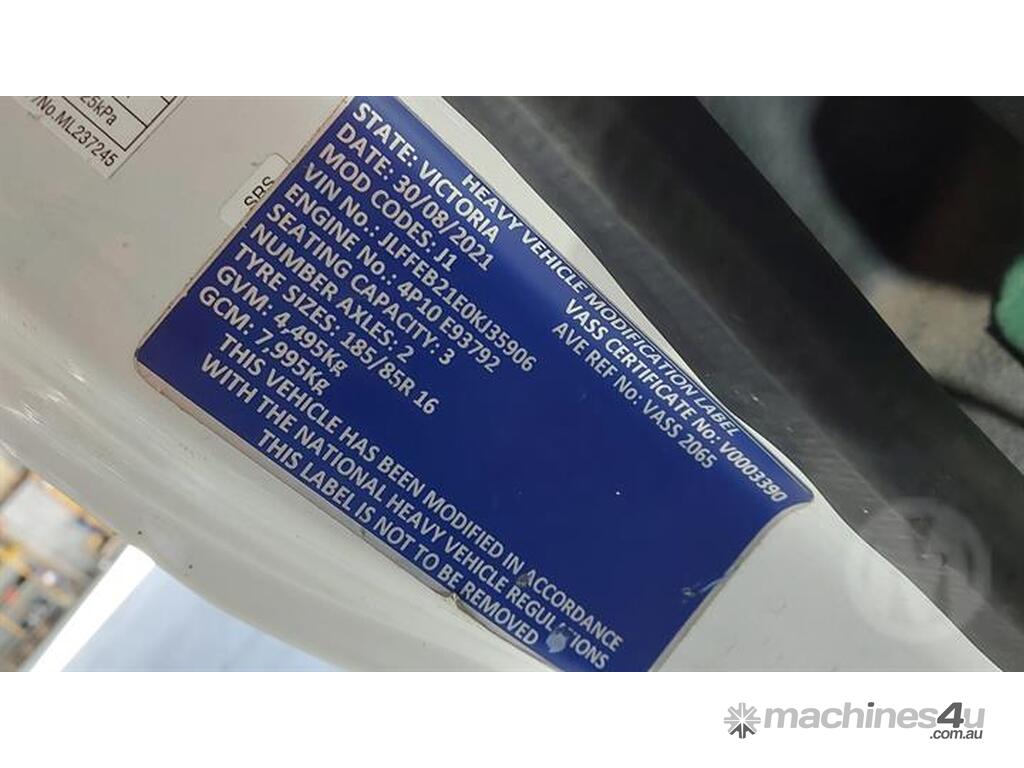 25kPa
/No.ML237245
SRS
HEAVY VEHICLE MODIFICATION LABEL
STATE: VICTORIA
VASS CERTIFICATE No: V0003390
DATE: 30/08/2021
AVE REF No: VASS 2065
MOD CODES: J1
VIN No.: JLFFEB21E0KJ35906
ENGINE No.: 4P10 E93792
SEATING CAPACITY: 3
NUMBER AXLES: 2
TYRE SIZES: 185/85R 16
GVM: 4,495Kg
GCM: 7,995Kg
THIS VEHICLE HAS BEEN MODIFIED IN ACCORDANCE
WITH THE NATIONAL HEAVY VEHICLE REGULATIONS
THIS LABEL IS NOT TO BE REMOVED
machines4u
.com.au